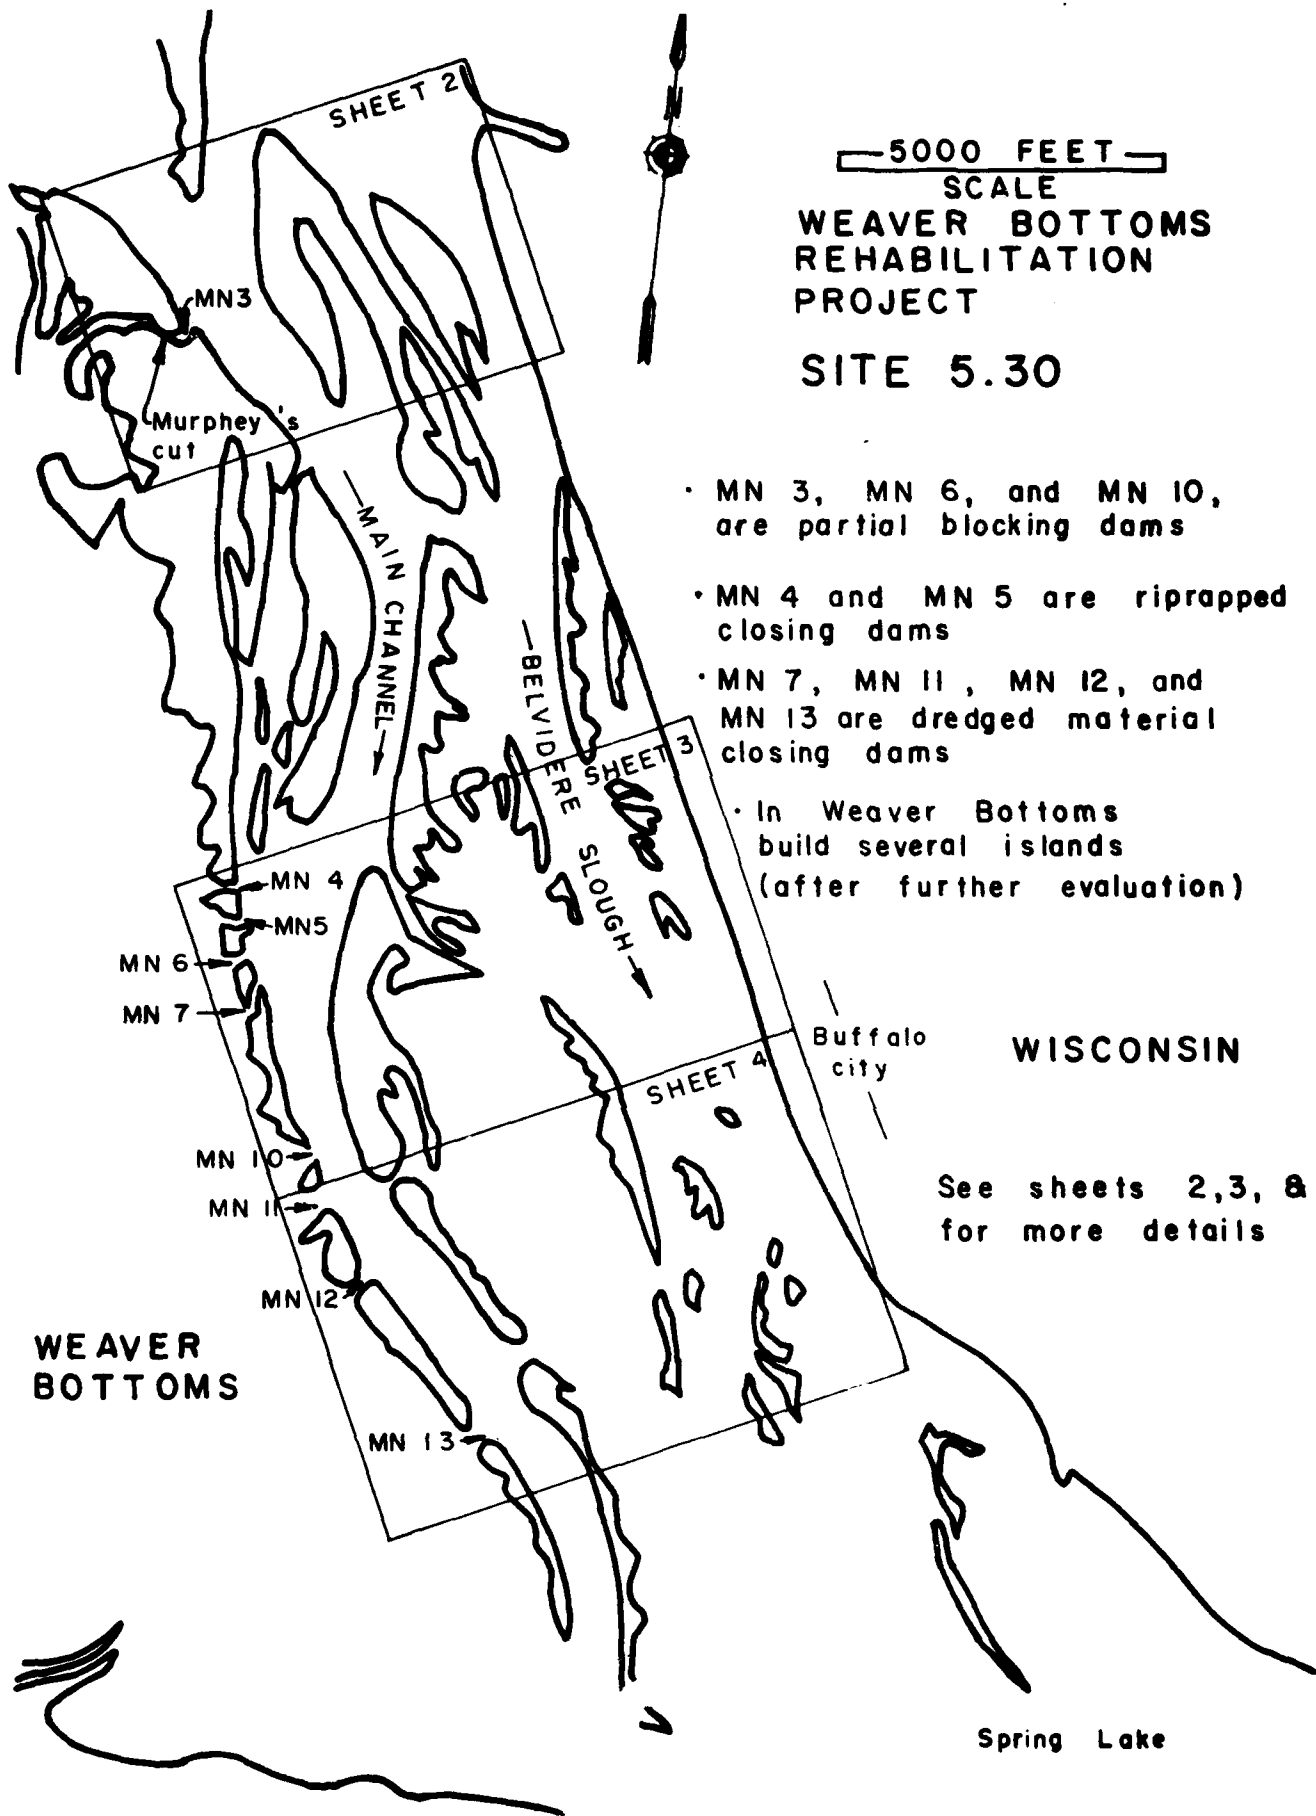 SHEET 2
N
5000 FEET
SCALE
WEAVER BOTTOMS
REHABILITATION
PROJECT
SITE 5.30
MN3
Murphey's
cut
· MN 3, MN 6, and MN 10,
are partial blocking dams
· MN 4 and MN 5 are riprapped
closing dams
· MN 7, MN 11, MN 12, and
MN 13 are dredged material
closing dams
· In Weaver Bottoms
build several islands
(after further evaluation)
MAIN CHANNEL
BELVIDERE SLOUGH
SHEET 3
MN 4
MN5
MN 6
MN 7
Buffalo
city
WISCONSIN
SHEET 4
MN 10
MN 11
See sheets 2,3, &
for more details
MN 12
WEAVER
BOTTOMS
MN 13
Spring Lake